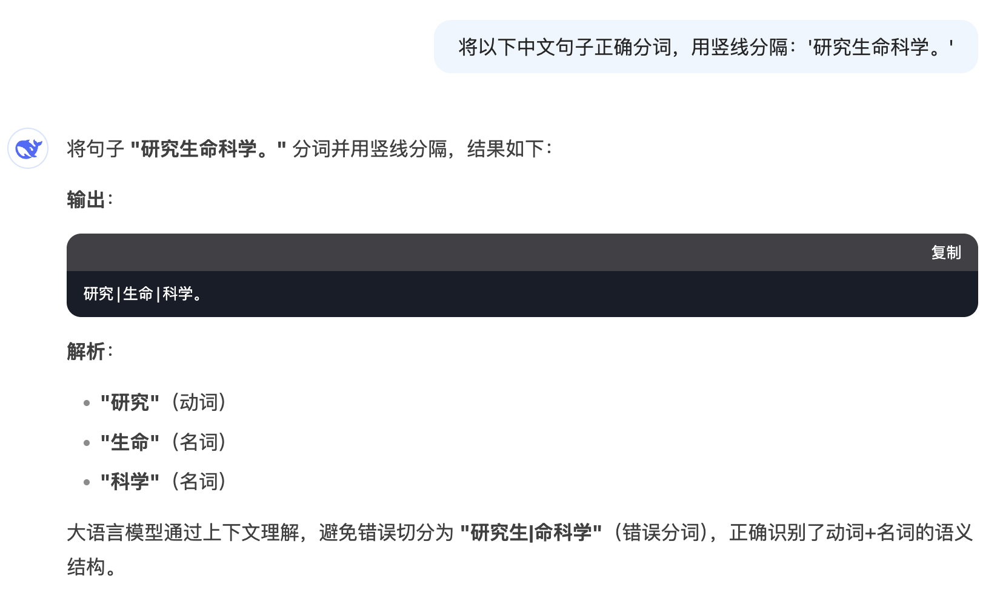 将以下中文句子正确分词，用竖线分隔：'研究生命科学。'
将句子 "研究生命科学。" 分词并用竖线分隔，结果如下：
输出：
复制
研究|生命|科学。
解析：
"研究"（动词）
"生命"（名词）
"科学"（名词）
大语言模型通过上下文理解，避免错误切分为 "研究生|命科学"（错误分词），正确识别了动词+名词的语义
结构。